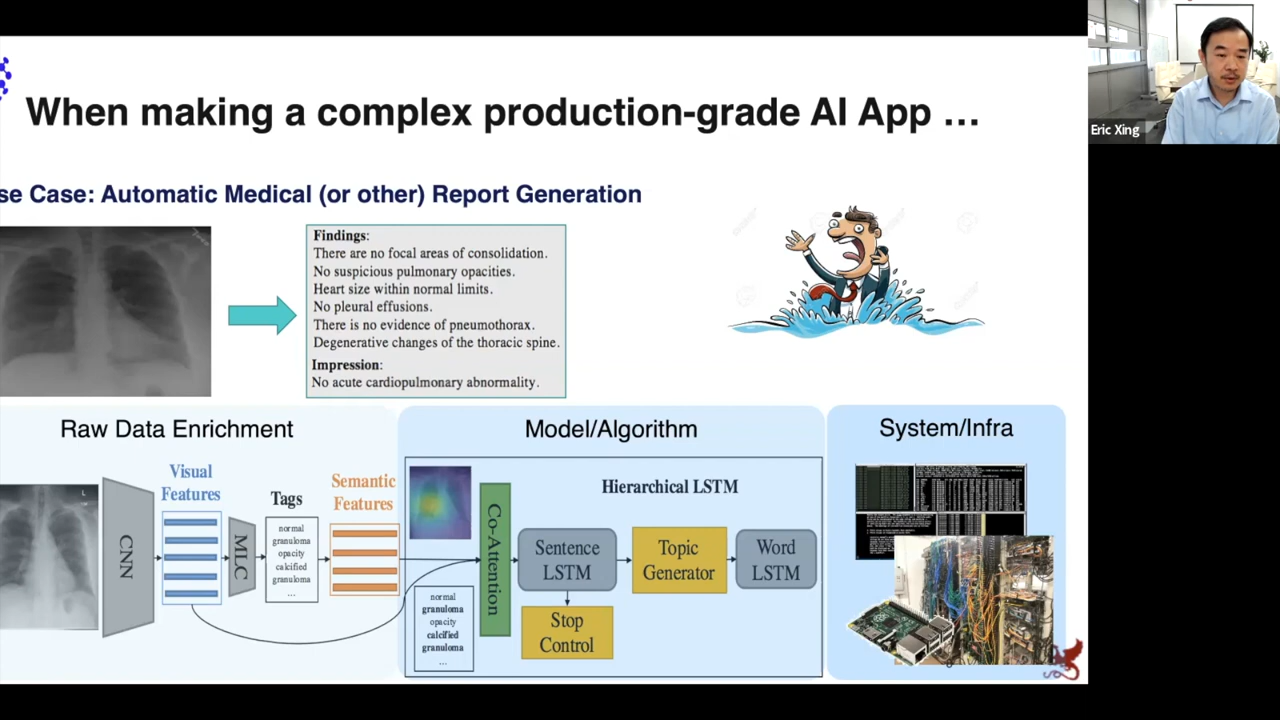 When making a complex production-grade AI App ...
se Case: Automatic Medical (or other) Report Generation
Findings:
There are no focal areas of consolidation.
No suspicious pulmonary opacities.
Heart size within normal limits.
No pleural effusions.
There is no evidence of pneumothorax.
Degenerative changes of the thoracic spine.
Impression:
No acute cardiopulmonary abnormality.
Raw Data Enrichment
Visual
Features
Tags
Semantic
Features
CNN
MLC
normal
granuloma
opacity
calcified
granuloma
...
Model/Algorithm
Hierarchical LSTM
Co-Attention
Sentence
LSTM
Topic
Generator
Word
LSTM
Stop
Control
normal
granuloma
opacity
calcified
granuloma
...
System/Infra
L
Eric Xing